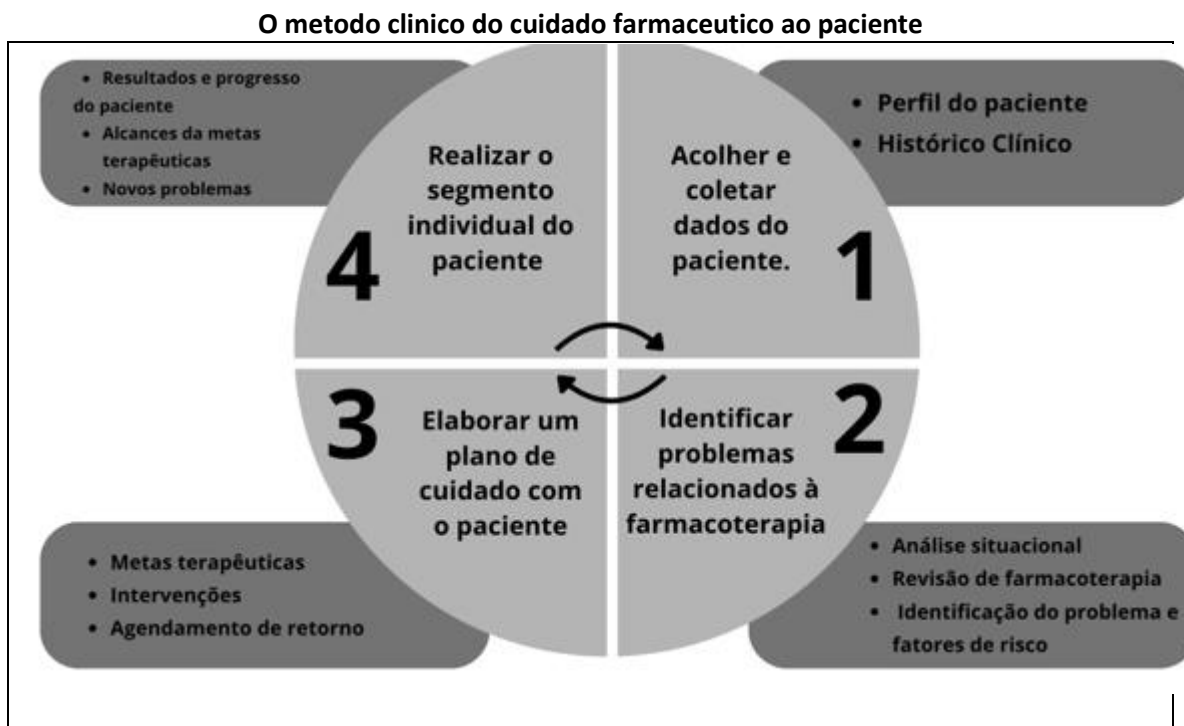 O metodo clinico do cuidado farmaceutico ao paciente
• Resultados e progresso
do paciente
• Alcances da metas
terapêuticas
• Novos problemas
Realizar o
segmento
individual do
paciente
4
Acolher e
coletar
dados do
paciente.
1
• Perfil do paciente
• Histórico Clínico
3
Elaborar um
plano de
cuidado com
o paciente
Identificar
problemas
relacionados à
farmacoterapia
2
• Metas terapêuticas
• Intervenções
• Agendamento de retorno
• Análise situacional
• Revisão de farmacoterapia
• Identificação do problema e
fatores de risco